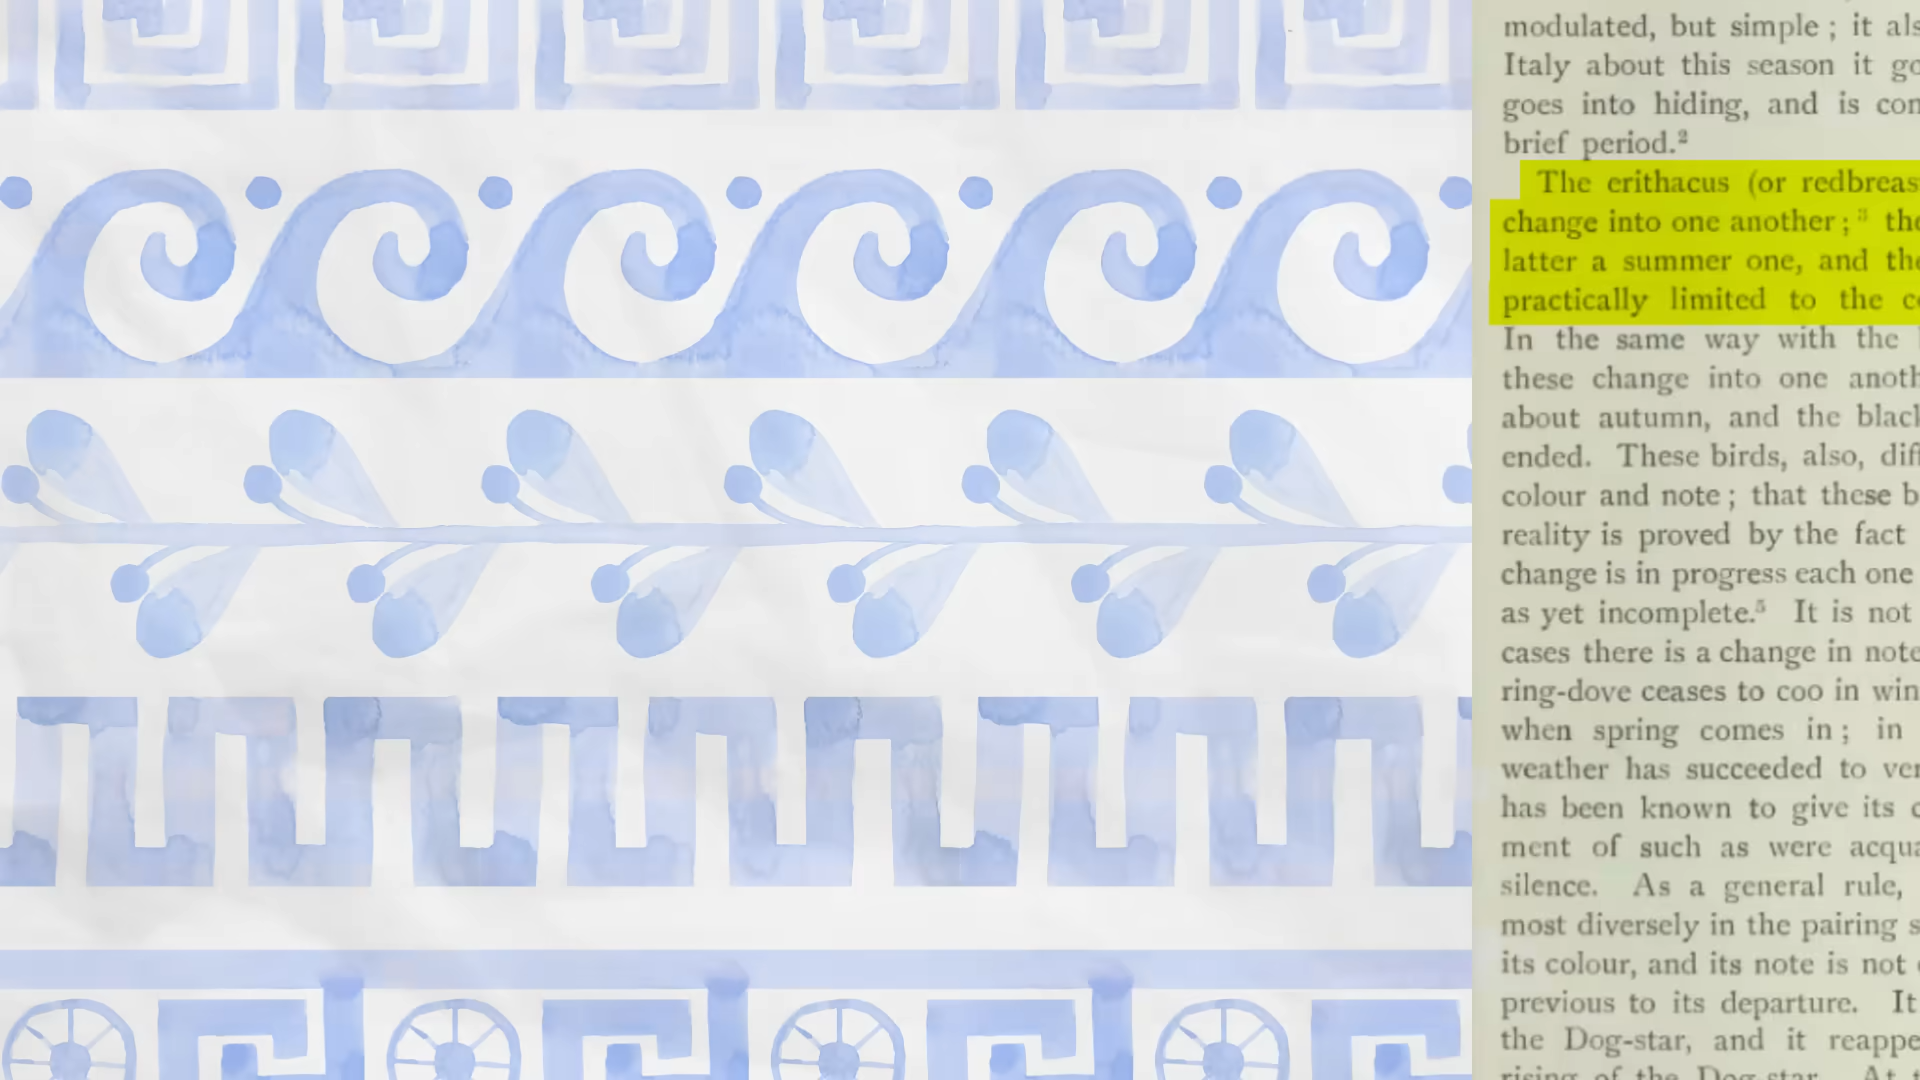 modulated, but simple ; it als
Italy about this season it go
goes into hiding, and is con
brief period.²
The erithacus (or redbreas
change into one another ; ³ the
latter a summer one, and the
practically limited to the c
In the same way with the
these change into one anoth
about autumn, and the black
ended. These birds, also, diff
colour and note ; that these b
reality is proved by the fact
change is in progress each one
as yet incomplete.⁵ It is not
cases there is a change in note
ring-dove ceases to coo in win
when spring comes in ; in
weather has succeeded to ver
has been known to give its c
ment of such as were acqua
silence. As a general rule,
most diversely in the pairing s
its colour, and its note is not
previous to its departure. It
the Dog-star, and it reappe
rising of the Dog-star. At t